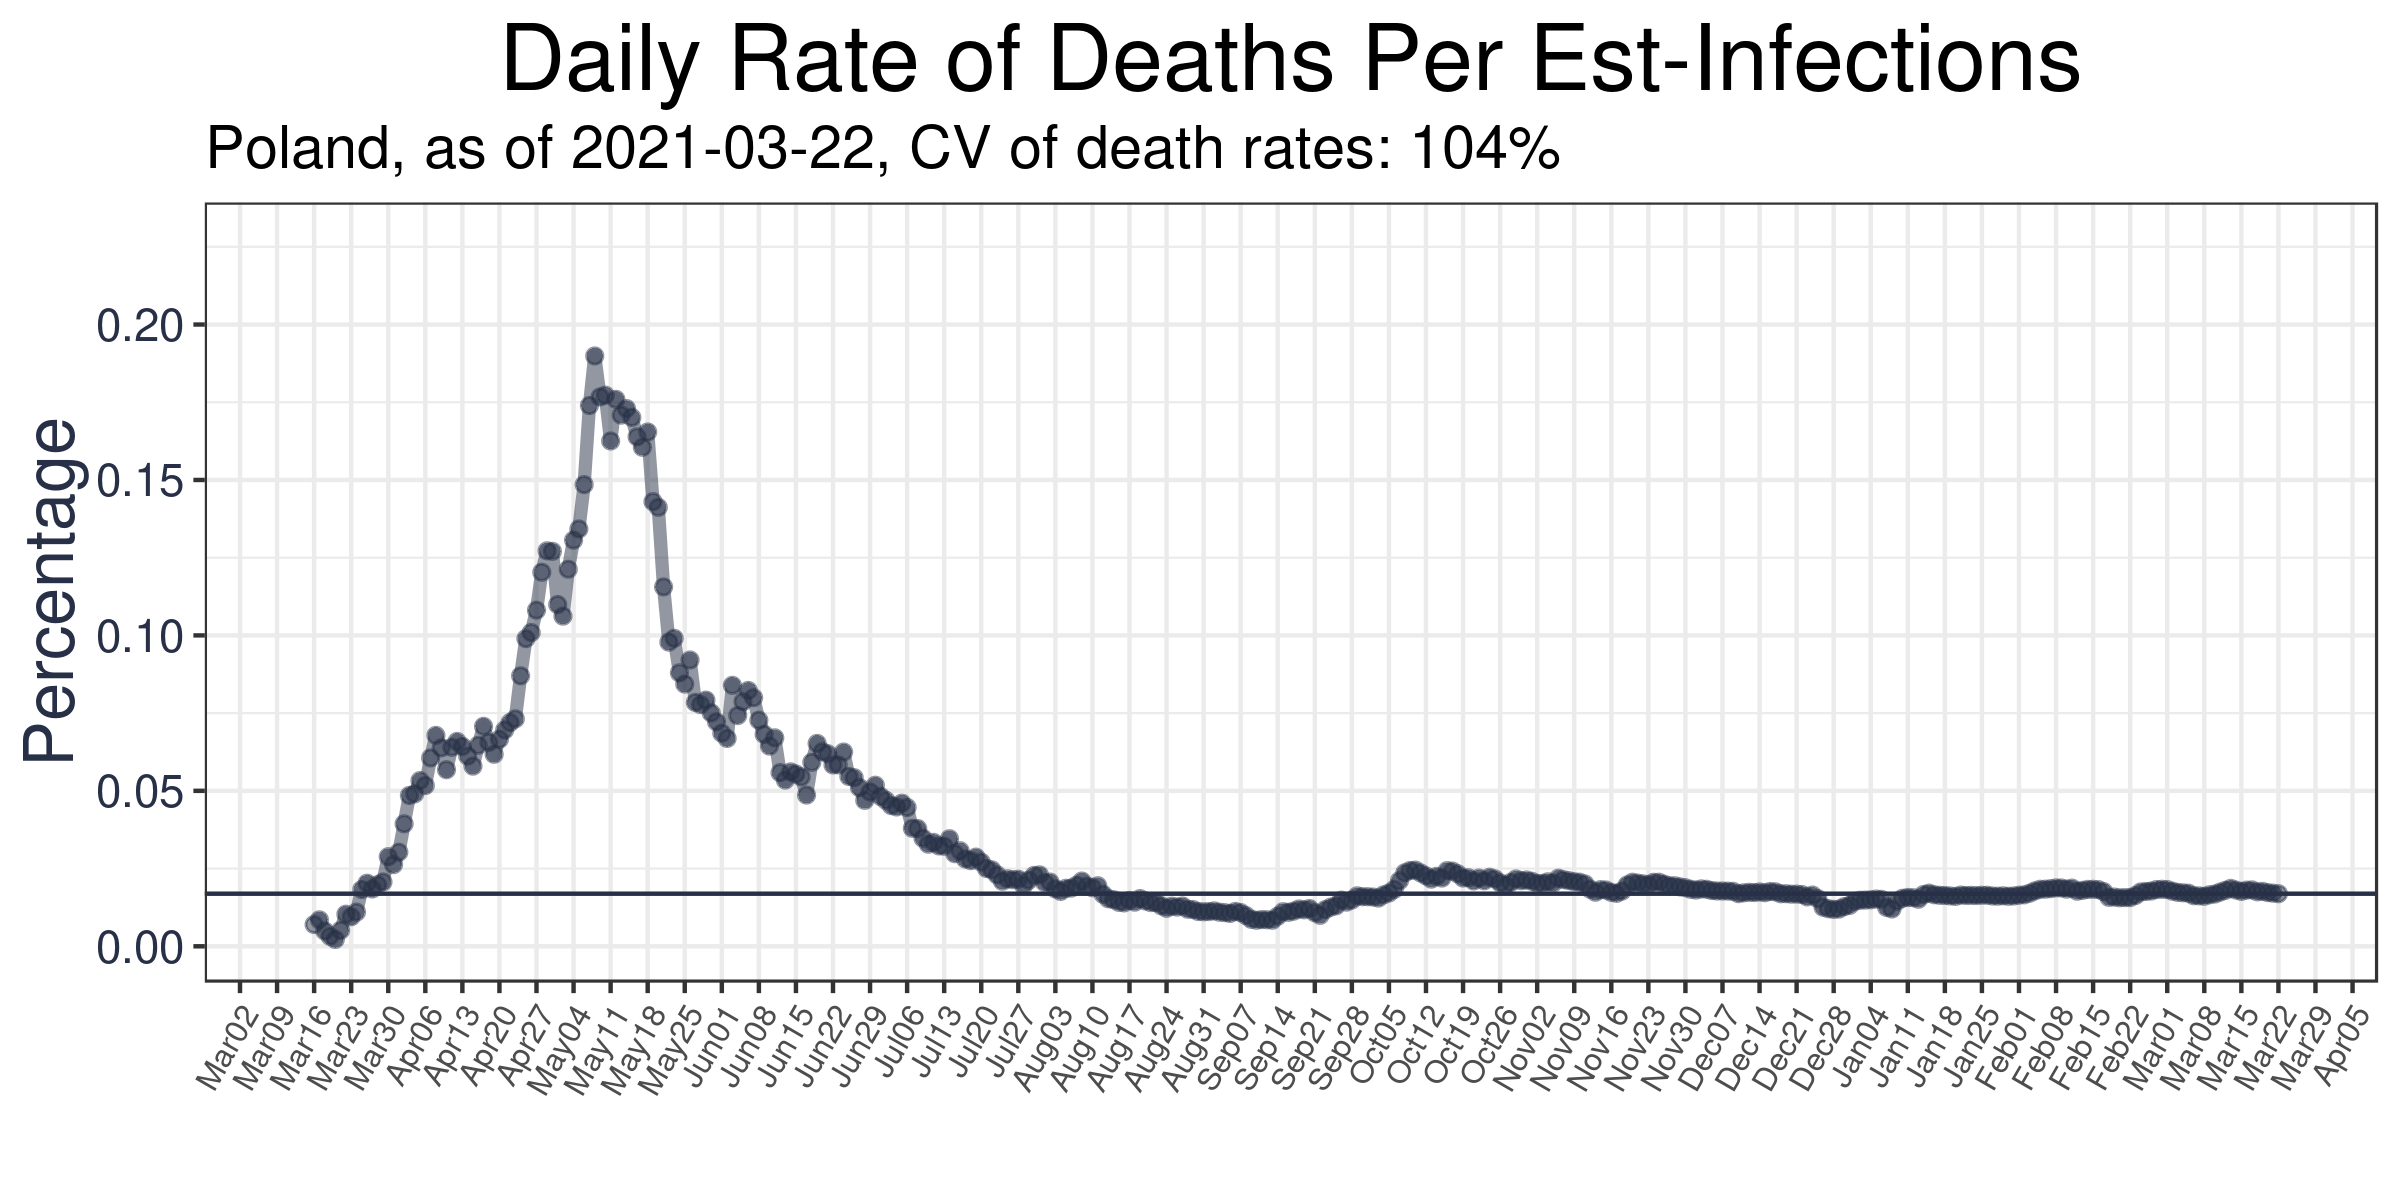 Daily Rate of Deaths Per Est-Infections
Poland, as of 2021-03-22, CV of death rates: 104%
Percentage
0.20
0.15
0.10
0.05
0.00
Mar02
Mar09
Mar16
Mar23
Mar30
Apr06
Apr13
Apr20
Apr27
May04
May11
May18
May25
Jun01
Jun08
Jun15
Jun22
Jun29
Jul06
Jul13
Jul20
Jul27
Aug03
Aug10
Aug17
Aug24
Aug31
Sep07
Sep14
Sep21
Sep28
Oct05
Oct12
Oct19
Oct26
Nov02
Nov09
Nov16
Nov23
Nov30
Dec07
Dec14
Dec21
Dec28
Jan04
Jan11
Jan18
Jan25
Feb01
Feb08
Feb15
Feb22
Mar01
Mar08
Mar15
Mar22
Mar29
Apr05